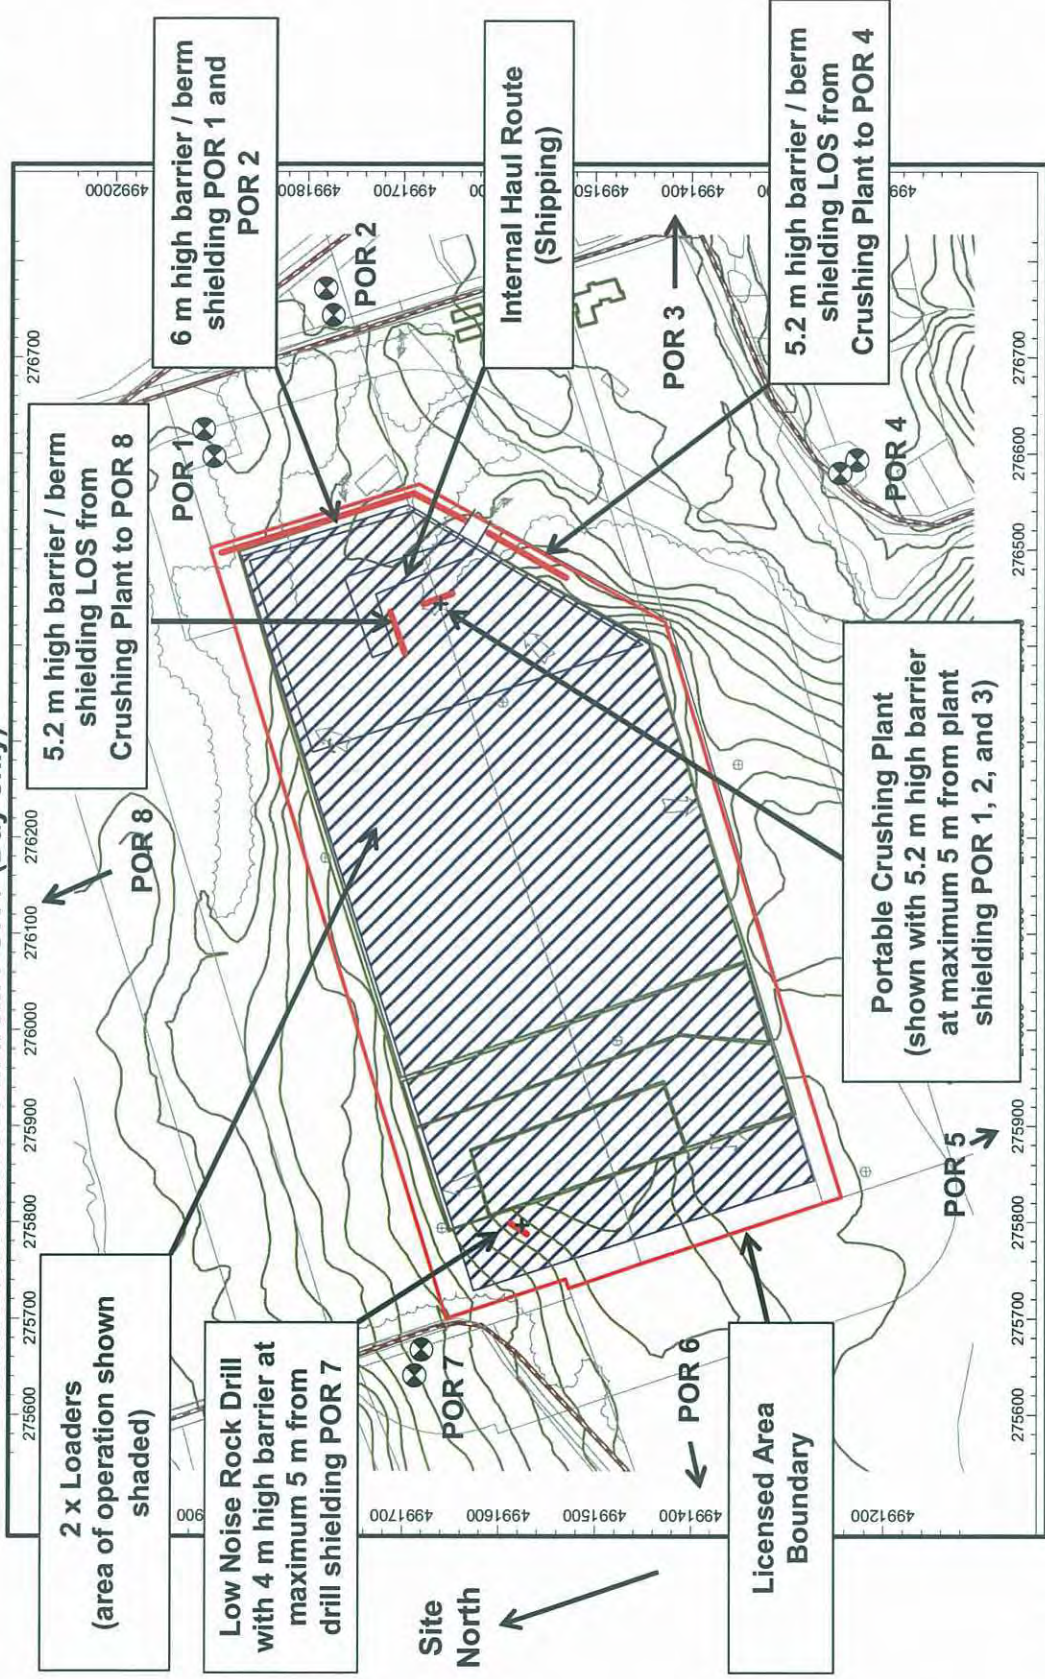 2 x Loaders
(area of operation shown
shaded)
5.2 m high barrier / berm
shielding LOS from
Crushing Plant to POR 8
6 m high barrier / berm
shielding POR 1 and
POR 2
Low Noise Rock Drill
with 4 m high barrier at
maximum 5 m from
drill shielding POR 7
Internal Haul Route
(Shipping)
Licensed Area
Boundary
Portable Crushing Plant
(shown with 5.2 m high barrier
at maximum 5 m from plant
shielding POR 1, 2, and 3)
5.2 m high barrier / berm
shielding LOS from
Crushing Plant to POR 4
Site
North
POR 1
POR 2
POR 3
POR 4
POR 5
POR 6
POR 7
POR 8
275600
275700
275800
275900
276000
276100
276200
276700
4992000
4991800
4991700
4991500
4991400
4991700
4991600
4991500
4991400
4991200
275600
275700
275800
275900
276500
276600
276700